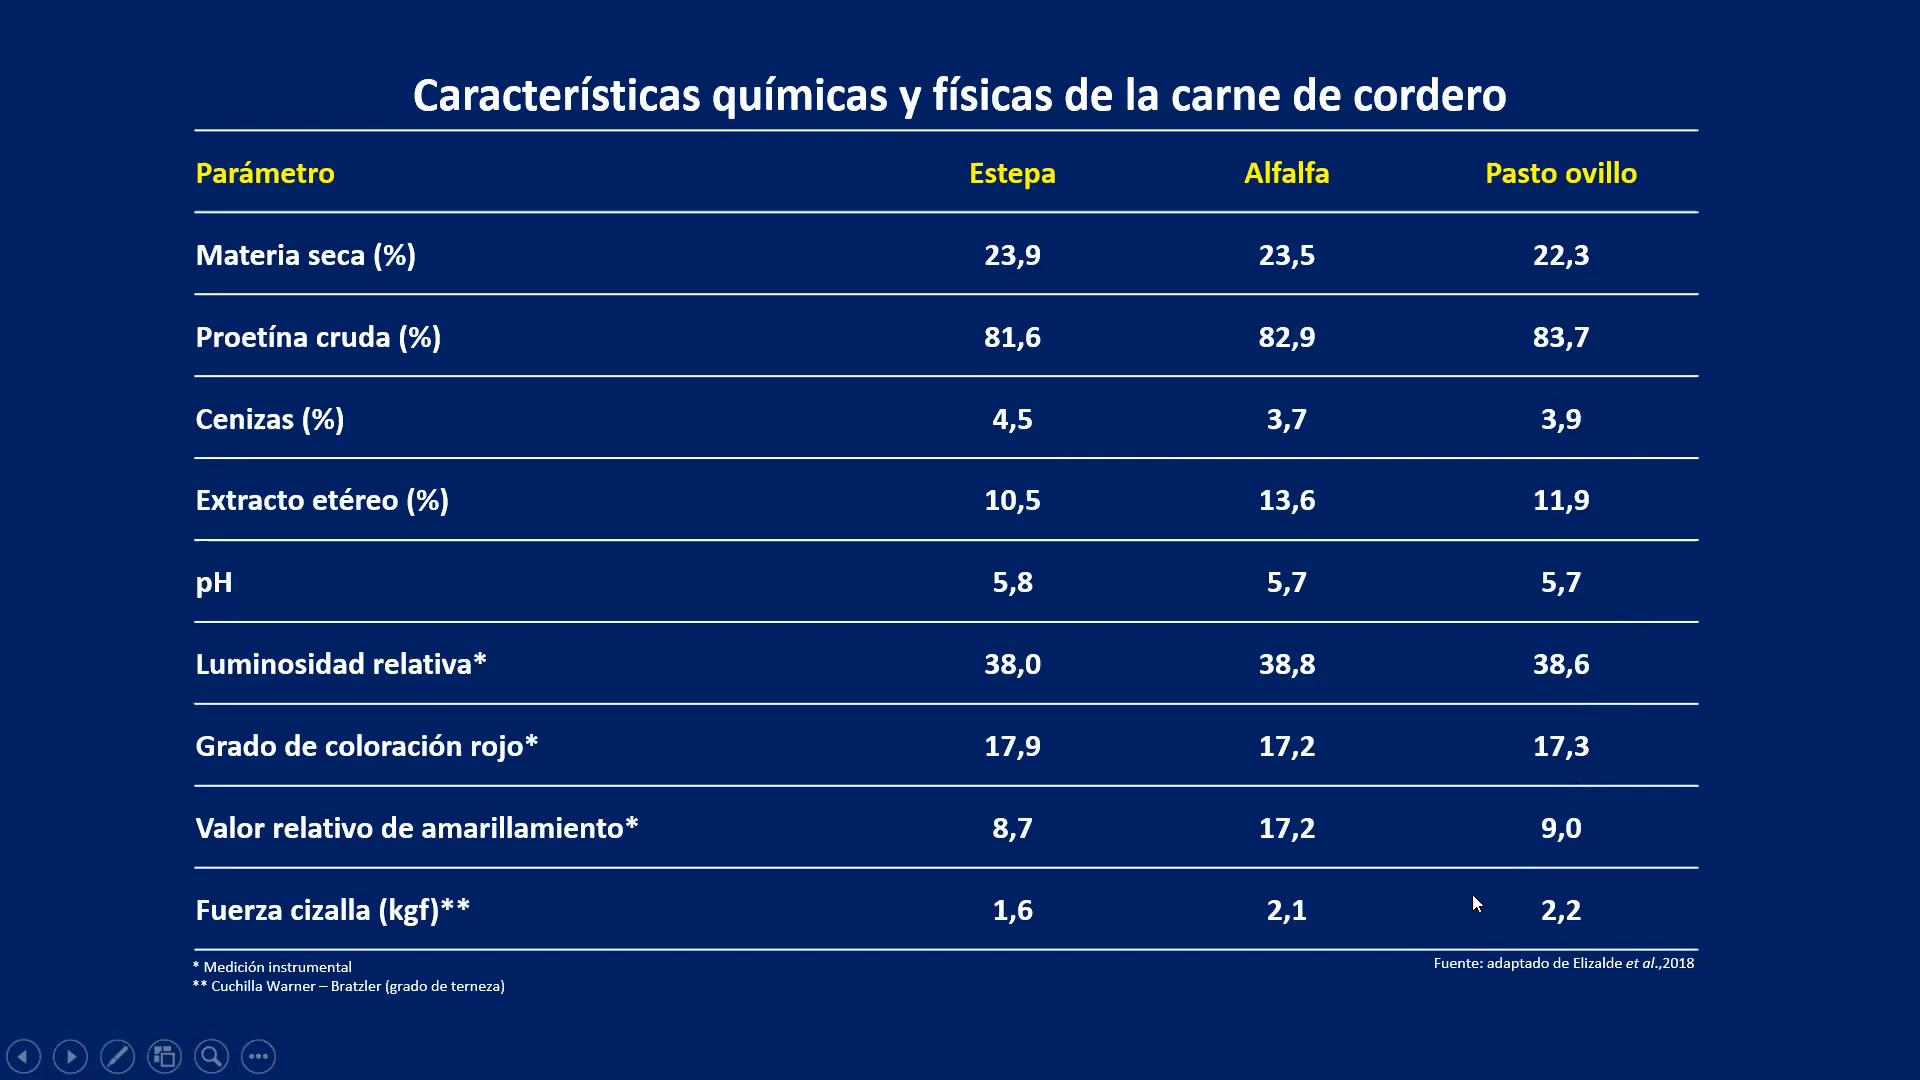 Características químicas y físicas de la carne de cordero
Parámetro Estepa Alfalfa Pasto ovillo
Materia seca (%) 23,9 23,5 22,3
Proetína cruda (%) 81,6 82,9 83,7
Cenizas (%) 4,5 3,7 3,9
Extracto etéreo (%) 10,5 13,6 11,9
pH 5,8 5,7 5,7
Luminosidad relativa* 38,0 38,8 38,6
Grado de coloración rojo* 17,9 17,2 17,3
Valor relativo de amarillamiento* 8,7 17,2 9,0
Fuerza cizalla (kgf)** 1,6 2,1 2,2
* Medición instrumental
** Cuchilla Warner – Bratzler (grado de terneza)
Fuente: adaptado de Elizalde et al.,2018